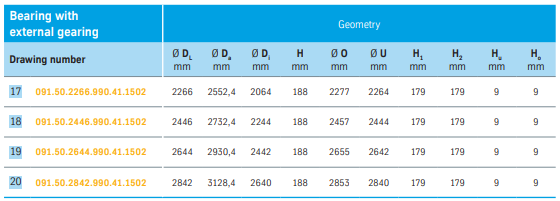 Bearing with
external gearing
Geometry
Drawing number Ø D_L Ø D_a Ø D_i H Ø O Ø U H_1 H_2 H_u H_o
mm mm mm mm mm mm mm mm mm mm
17 091.50.2266.990.41.1502 2266 2552,4 2064 188 2277 2264 179 179 9 9
18 091.50.2446.990.41.1502 2446 2732,4 2244 188 2457 2444 179 179 9 9
19 091.50.2644.990.41.1502 2644 2930,4 2442 188 2655 2642 179 179 9 9
20 091.50.2842.990.41.1502 2842 3128,4 2640 188 2853 2840 179 179 9 9